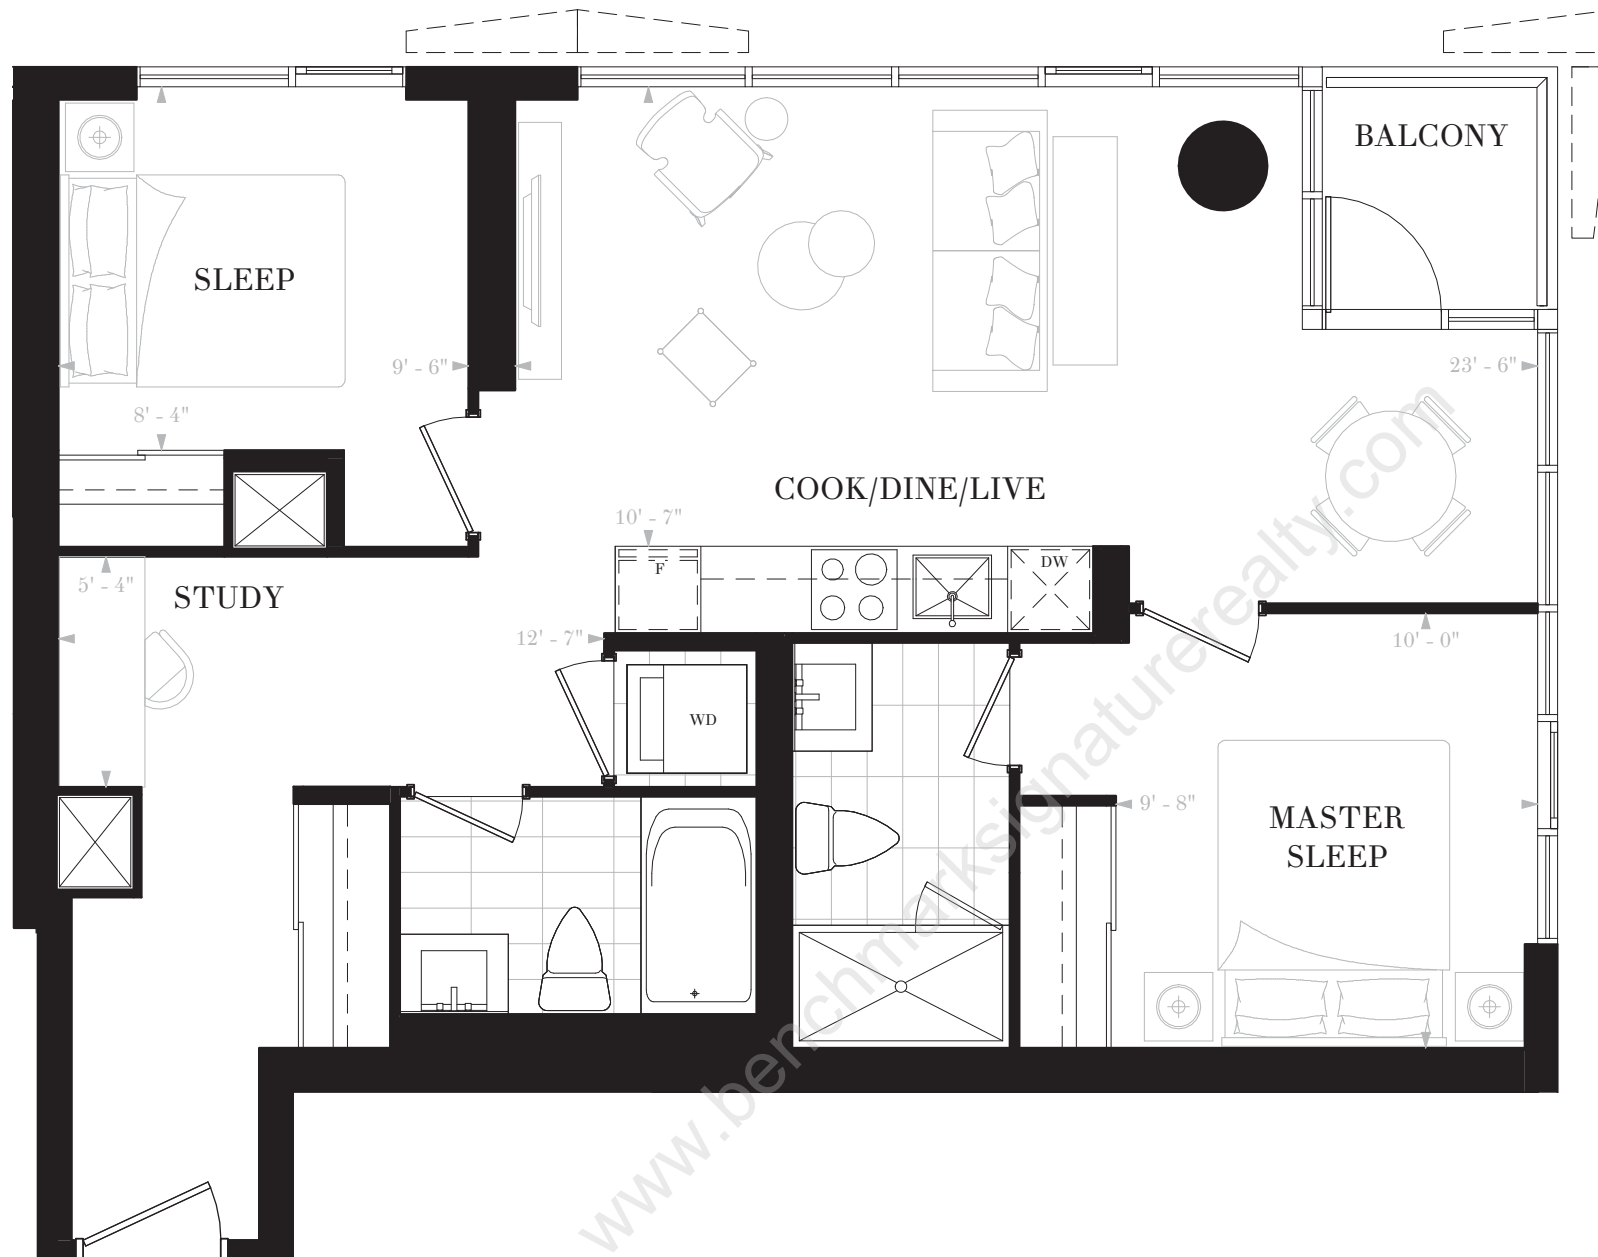 BALCONY
SLEEP
9' - 6"
23' - 6"
8' - 4"
COOK/DINE/LIVE
10' - 7"
F
DW
5' - 4"
STUDY
12' - 7"
10' - 0"
WD
9' - 8"
MASTER
SLEEP
www.benchmarksignaturerealty.com